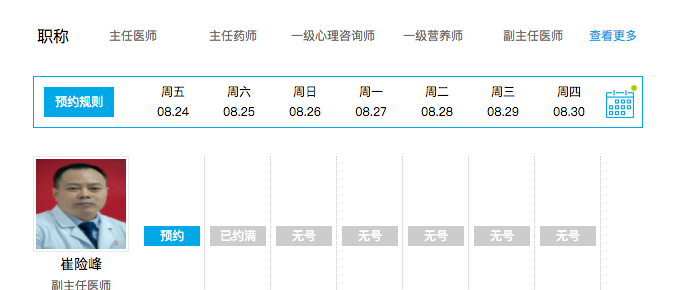 职称 主任医师 主任药师 一级心理咨询师 一级营养师 副主任医师 查看更多
预约规则 周五 周六 周日 周一 周二 周三 周四
08.24 08.25 08.26 08.27 08.28 08.29 08.30
预约 已约满 无号 无号 无号 无号 无号
崔险峰
副主任医师